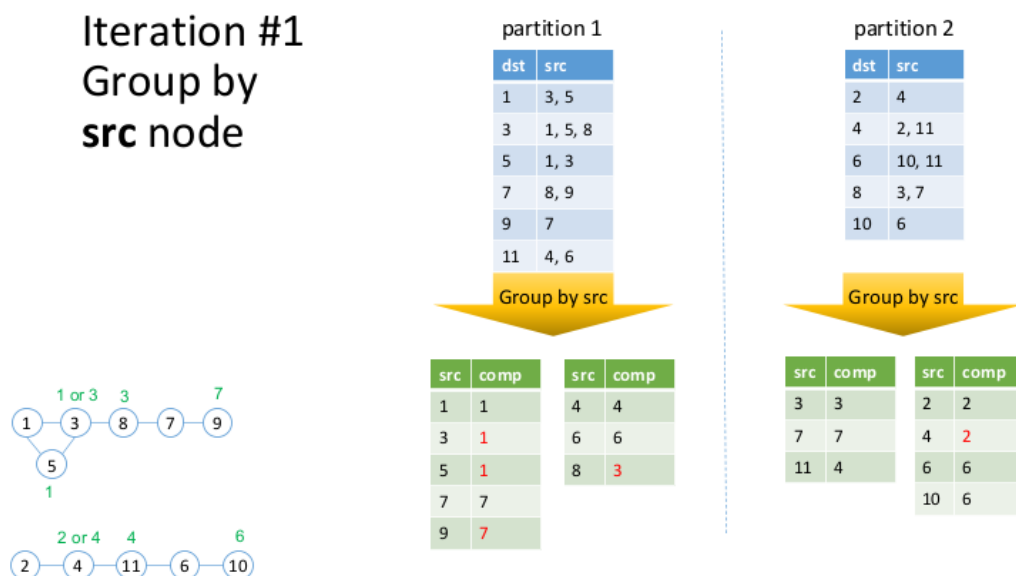 Iteration #1
Group by
src node
partition 1
dst src
1 3, 5
3 1, 5, 8
5 1, 3
7 8, 9
9 7
11 4, 6
Group by src
src comp
1 1
3 1
5 1
7 7
9 7
src comp
4 4
6 6
8 3
partition 2
dst src
2 4
4 2, 11
6 10, 11
8 3, 7
10 6
Group by src
src comp
3 3
7 7
11 4
src comp
2 2
4 2
6 6
10 6
1 or 3 3 7
1 3 8 7 9
5
1
2 or 4 4 6
2 4 11 6 10